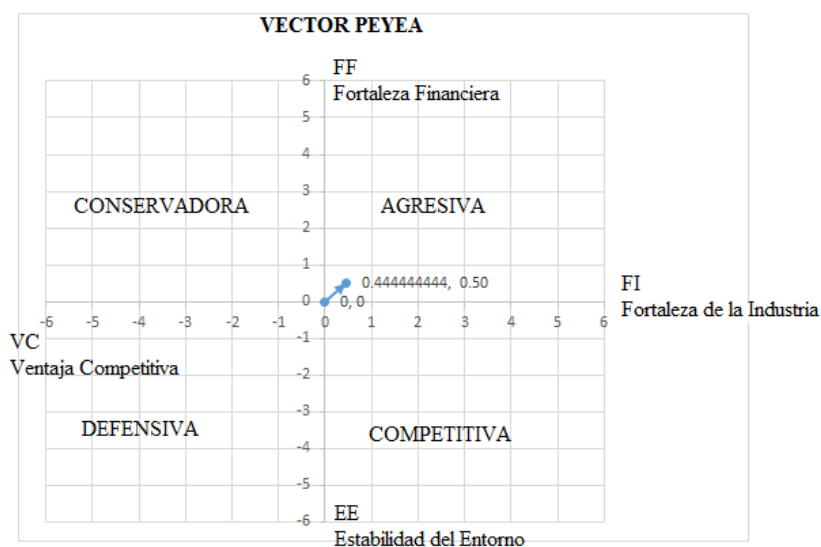 VECTOR PEYEA
FF
Fortaleza Financiera
6
5
4
3
CONSERVADORA AGRESIVA
2
1
0.444444444, 0.50
0 0, 0
FI
Fortaleza de la Industria
-6 -5 -4 -3 -2 -1 0 1 2 3 4 5 6
-1
VC
Ventaja Competitiva
-2
-3
DEFENSIVA COMPETITIVA
-4
-5
-6
EE
Estabilidad del Entorno